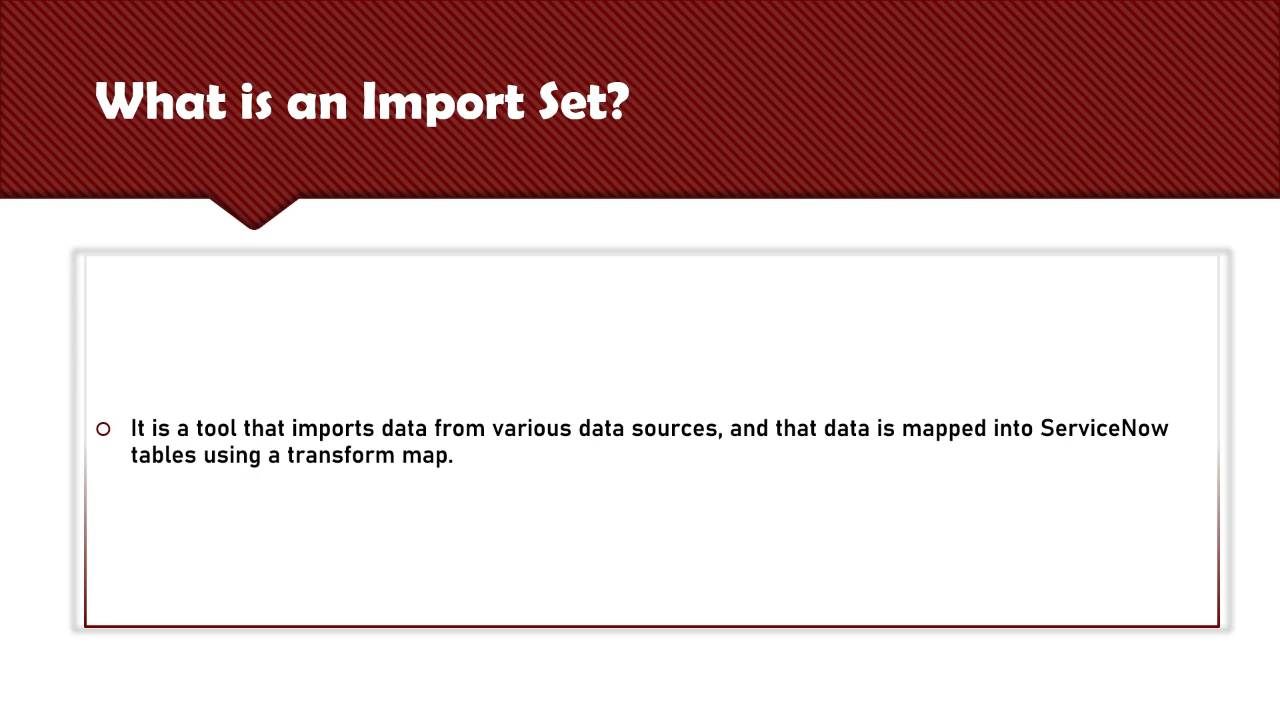 What is an Import Set?
It is a tool that imports data from various data sources, and that data is mapped into ServiceNow
tables using a transform map.